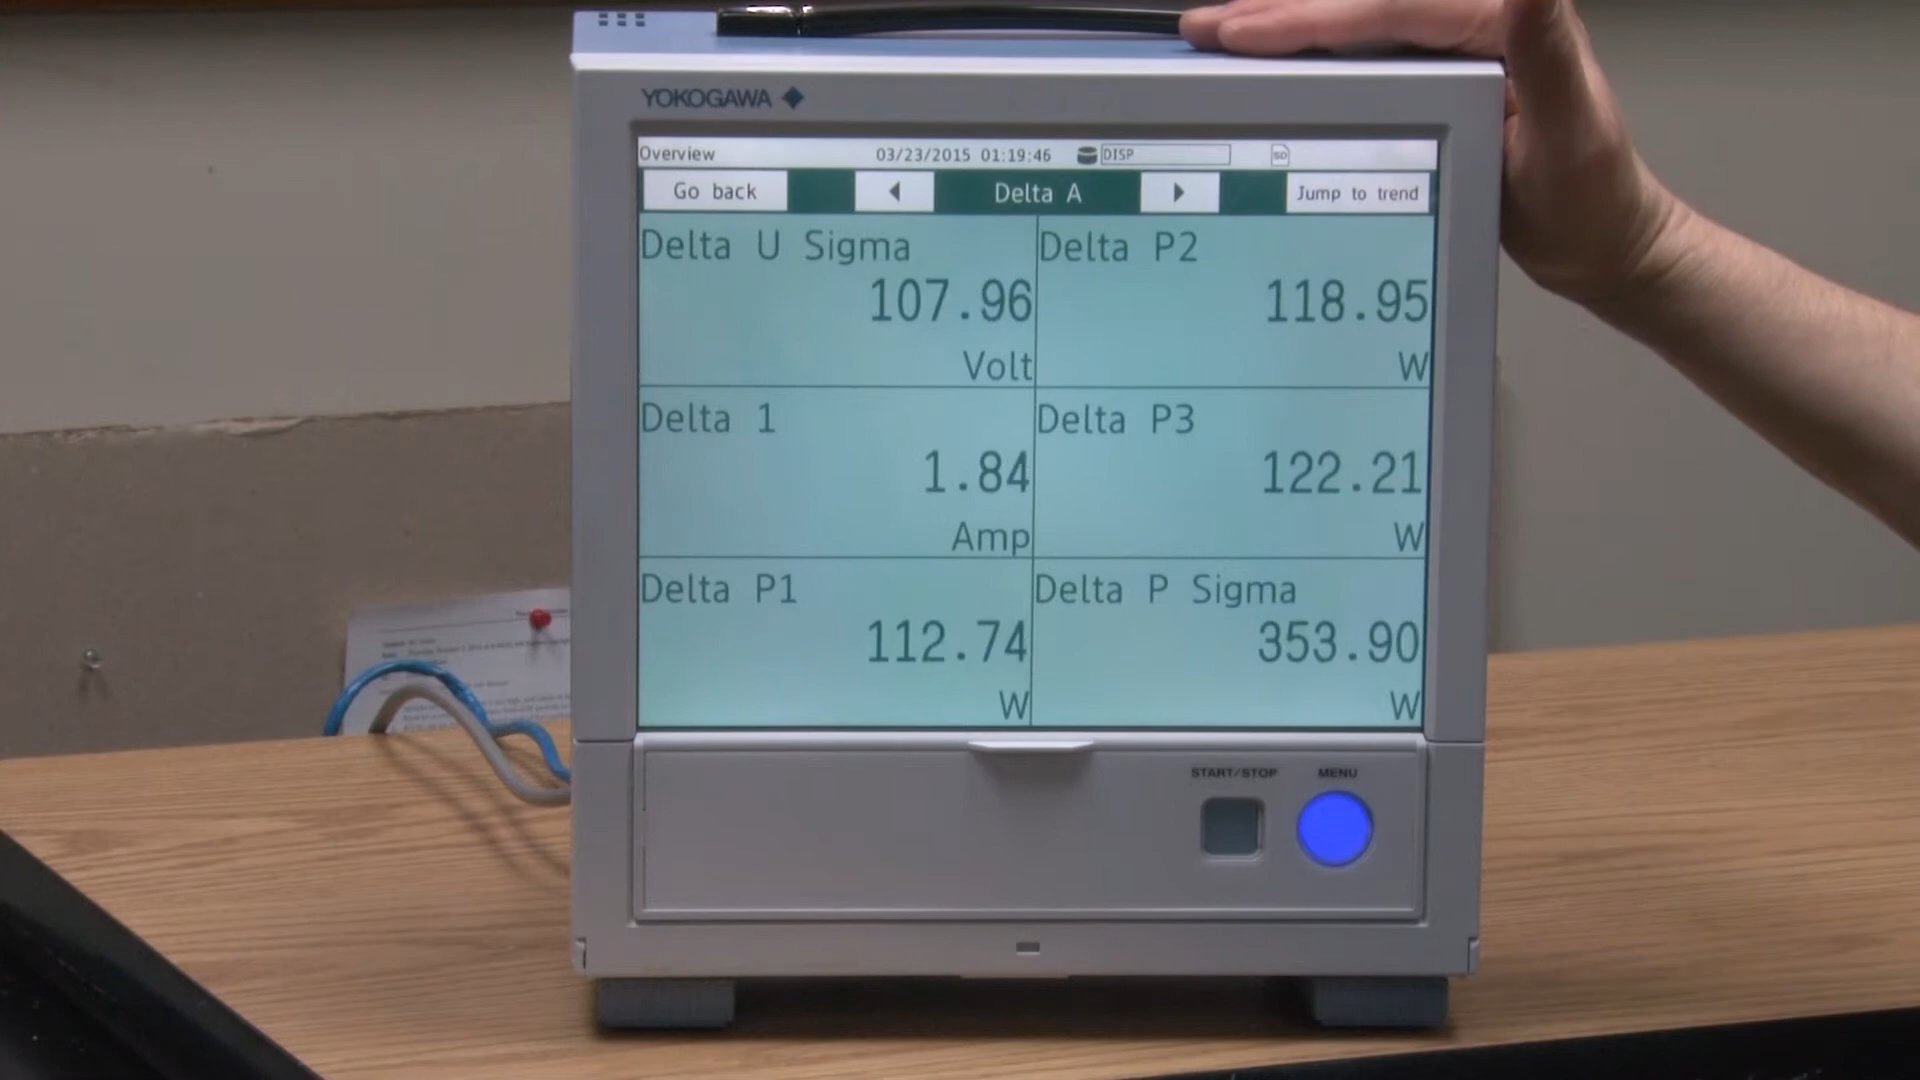 YOKOGAWA
Overview 03/23/2015 01:19:46 DISP SD
Go back Delta A Jump to trend
Delta U Sigma
107.96
Volt
Delta P2
118.95
W
Delta 1
1.84
Amp
Delta P3
122.21
W
Delta P1
112.74
W
Delta P Sigma
353.90
W
START/STOP MENU